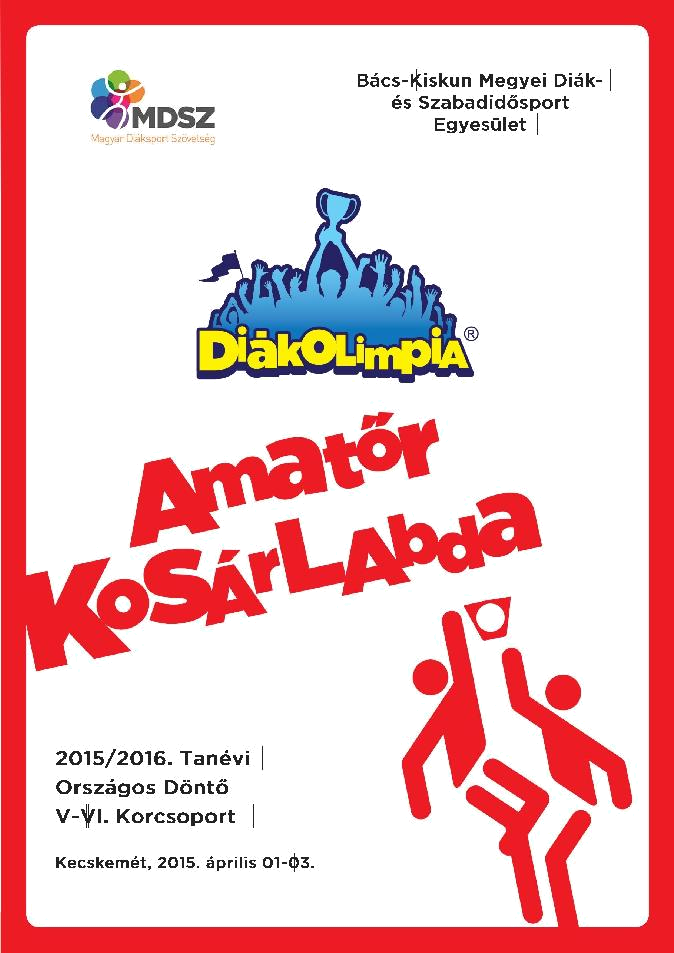 MDSZ
Magyar Diáksport Szövetség
Bács-Kiskun Megyei Diák-
és Szabadidősport
Egyesület
DiákOLimpiA®
AmatőR
KoSÁrLAbdA
2015/2016. Tanévi
Országos Döntő
V-VI. Korcsoport
Kecskemét, 2015. április 01-03.